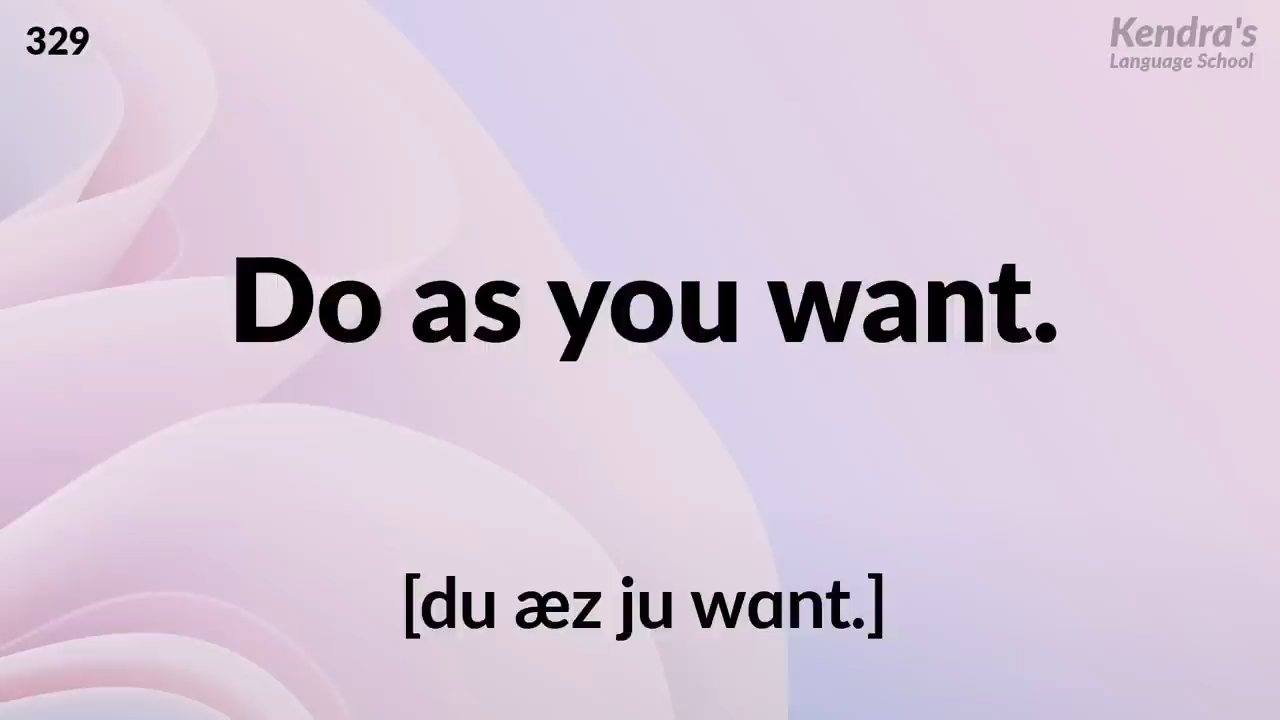 329
Kendra's
Language School
Do as you want.
[du æz ju wɑnt.]